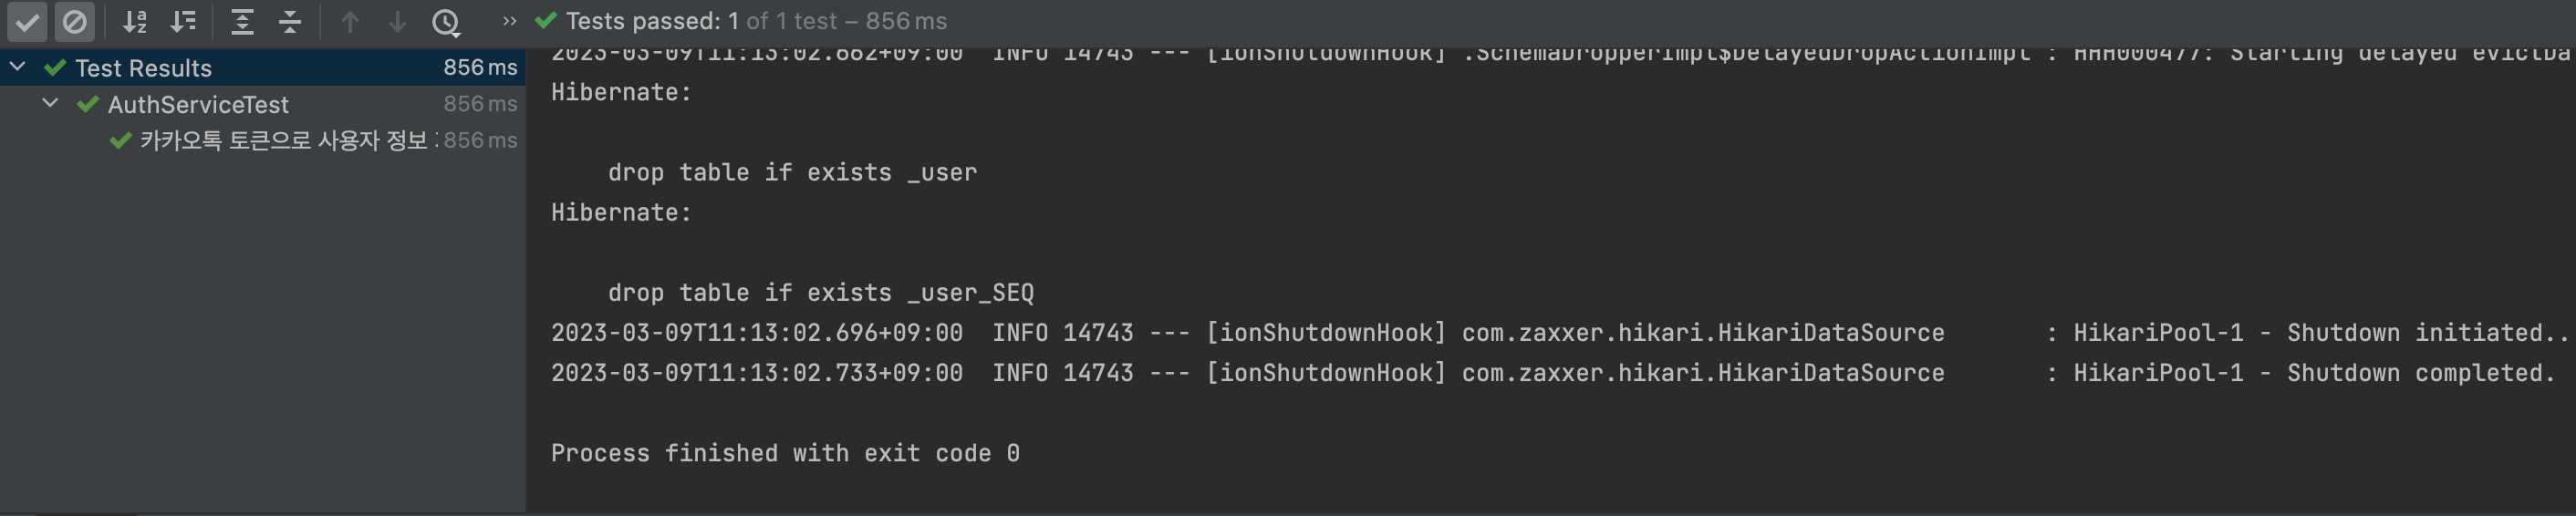 Tests passed: 1 of 1 test – 856 ms
Test Results 856 ms
AuthServiceTest 856 ms
카카오톡 토큰으로 사용자 정보 856 ms
2023-03-09T11:13:02.662+09:00  INFO 14743 --- [ionShutdownHook] .SchemaDropperImpl$DelayedDropActionImpl : HHH000477: Starting delayed evictDa
Hibernate:
drop table if exists _user
Hibernate:
drop table if exists _user_SEQ
2023-03-09T11:13:02.696+09:00  INFO 14743 --- [ionShutdownHook] com.zaxxer.hikari.HikariDataSource       : HikariPool-1 - Shutdown initiated..
2023-03-09T11:13:02.733+09:00  INFO 14743 --- [ionShutdownHook] com.zaxxer.hikari.HikariDataSource       : HikariPool-1 - Shutdown completed.
Process finished with exit code 0